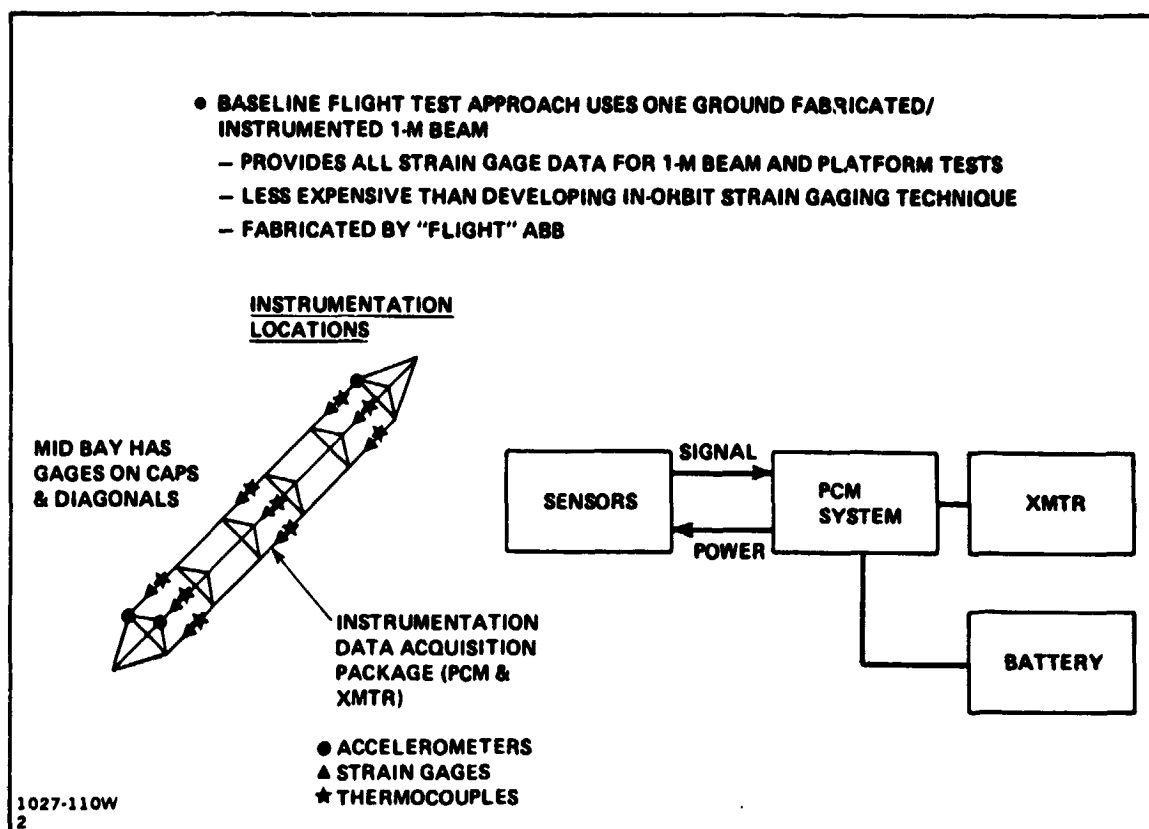 ● BASELINE FLIGHT TEST APPROACH USES ONE GROUND FABRICATED/
INSTRUMENTED 1-M BEAM
– PROVIDES ALL STRAIN GAGE DATA FOR 1-M BEAM AND PLATFORM TESTS
– LESS EXPENSIVE THAN DEVELOPING IN-ORBIT STRAIN GAGING TECHNIQUE
– FABRICATED BY "FLIGHT" ABB
INSTRUMENTATION
LOCATIONS
MID BAY HAS
GAGES ON CAPS
& DIAGONALS
INSTRUMENTATION
DATA ACQUISITION
PACKAGE (PCM &
XMTR)
● ACCELEROMETERS
▲ STRAIN GAGES
★ THERMOCOUPLES
SENSORS
SIGNAL
POWER
PCM
SYSTEM
XMTR
BATTERY
1027-110W
2